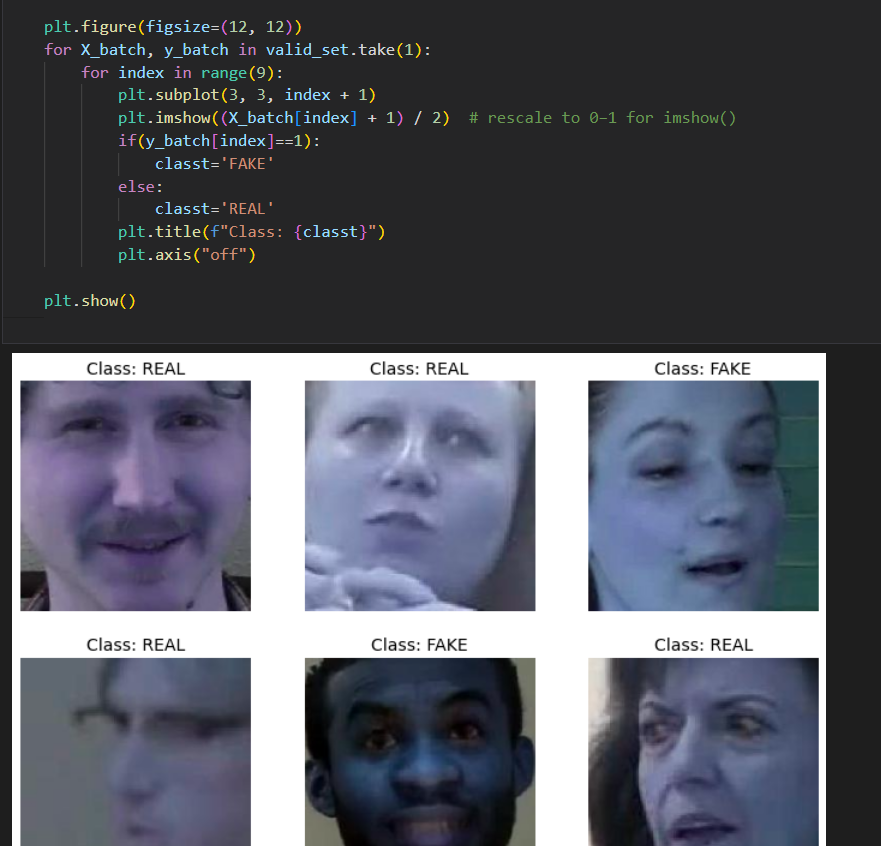 plt.figure(figsize=(12, 12))
for X_batch, y_batch in valid_set.take(1):
    for index in range(9):
        plt.subplot(3, 3, index + 1)
        plt.imshow((X_batch[index] + 1) / 2)  # rescale to 0–1 for imshow()
        if(y_batch[index]==1):
            classt='FAKE'
        else:
            classt='REAL'
        plt.title(f"Class: {classt}")
        plt.axis("off")
plt.show()
Class: REAL
Class: REAL
Class: FAKE
Class: REAL
Class: FAKE
Class: REAL